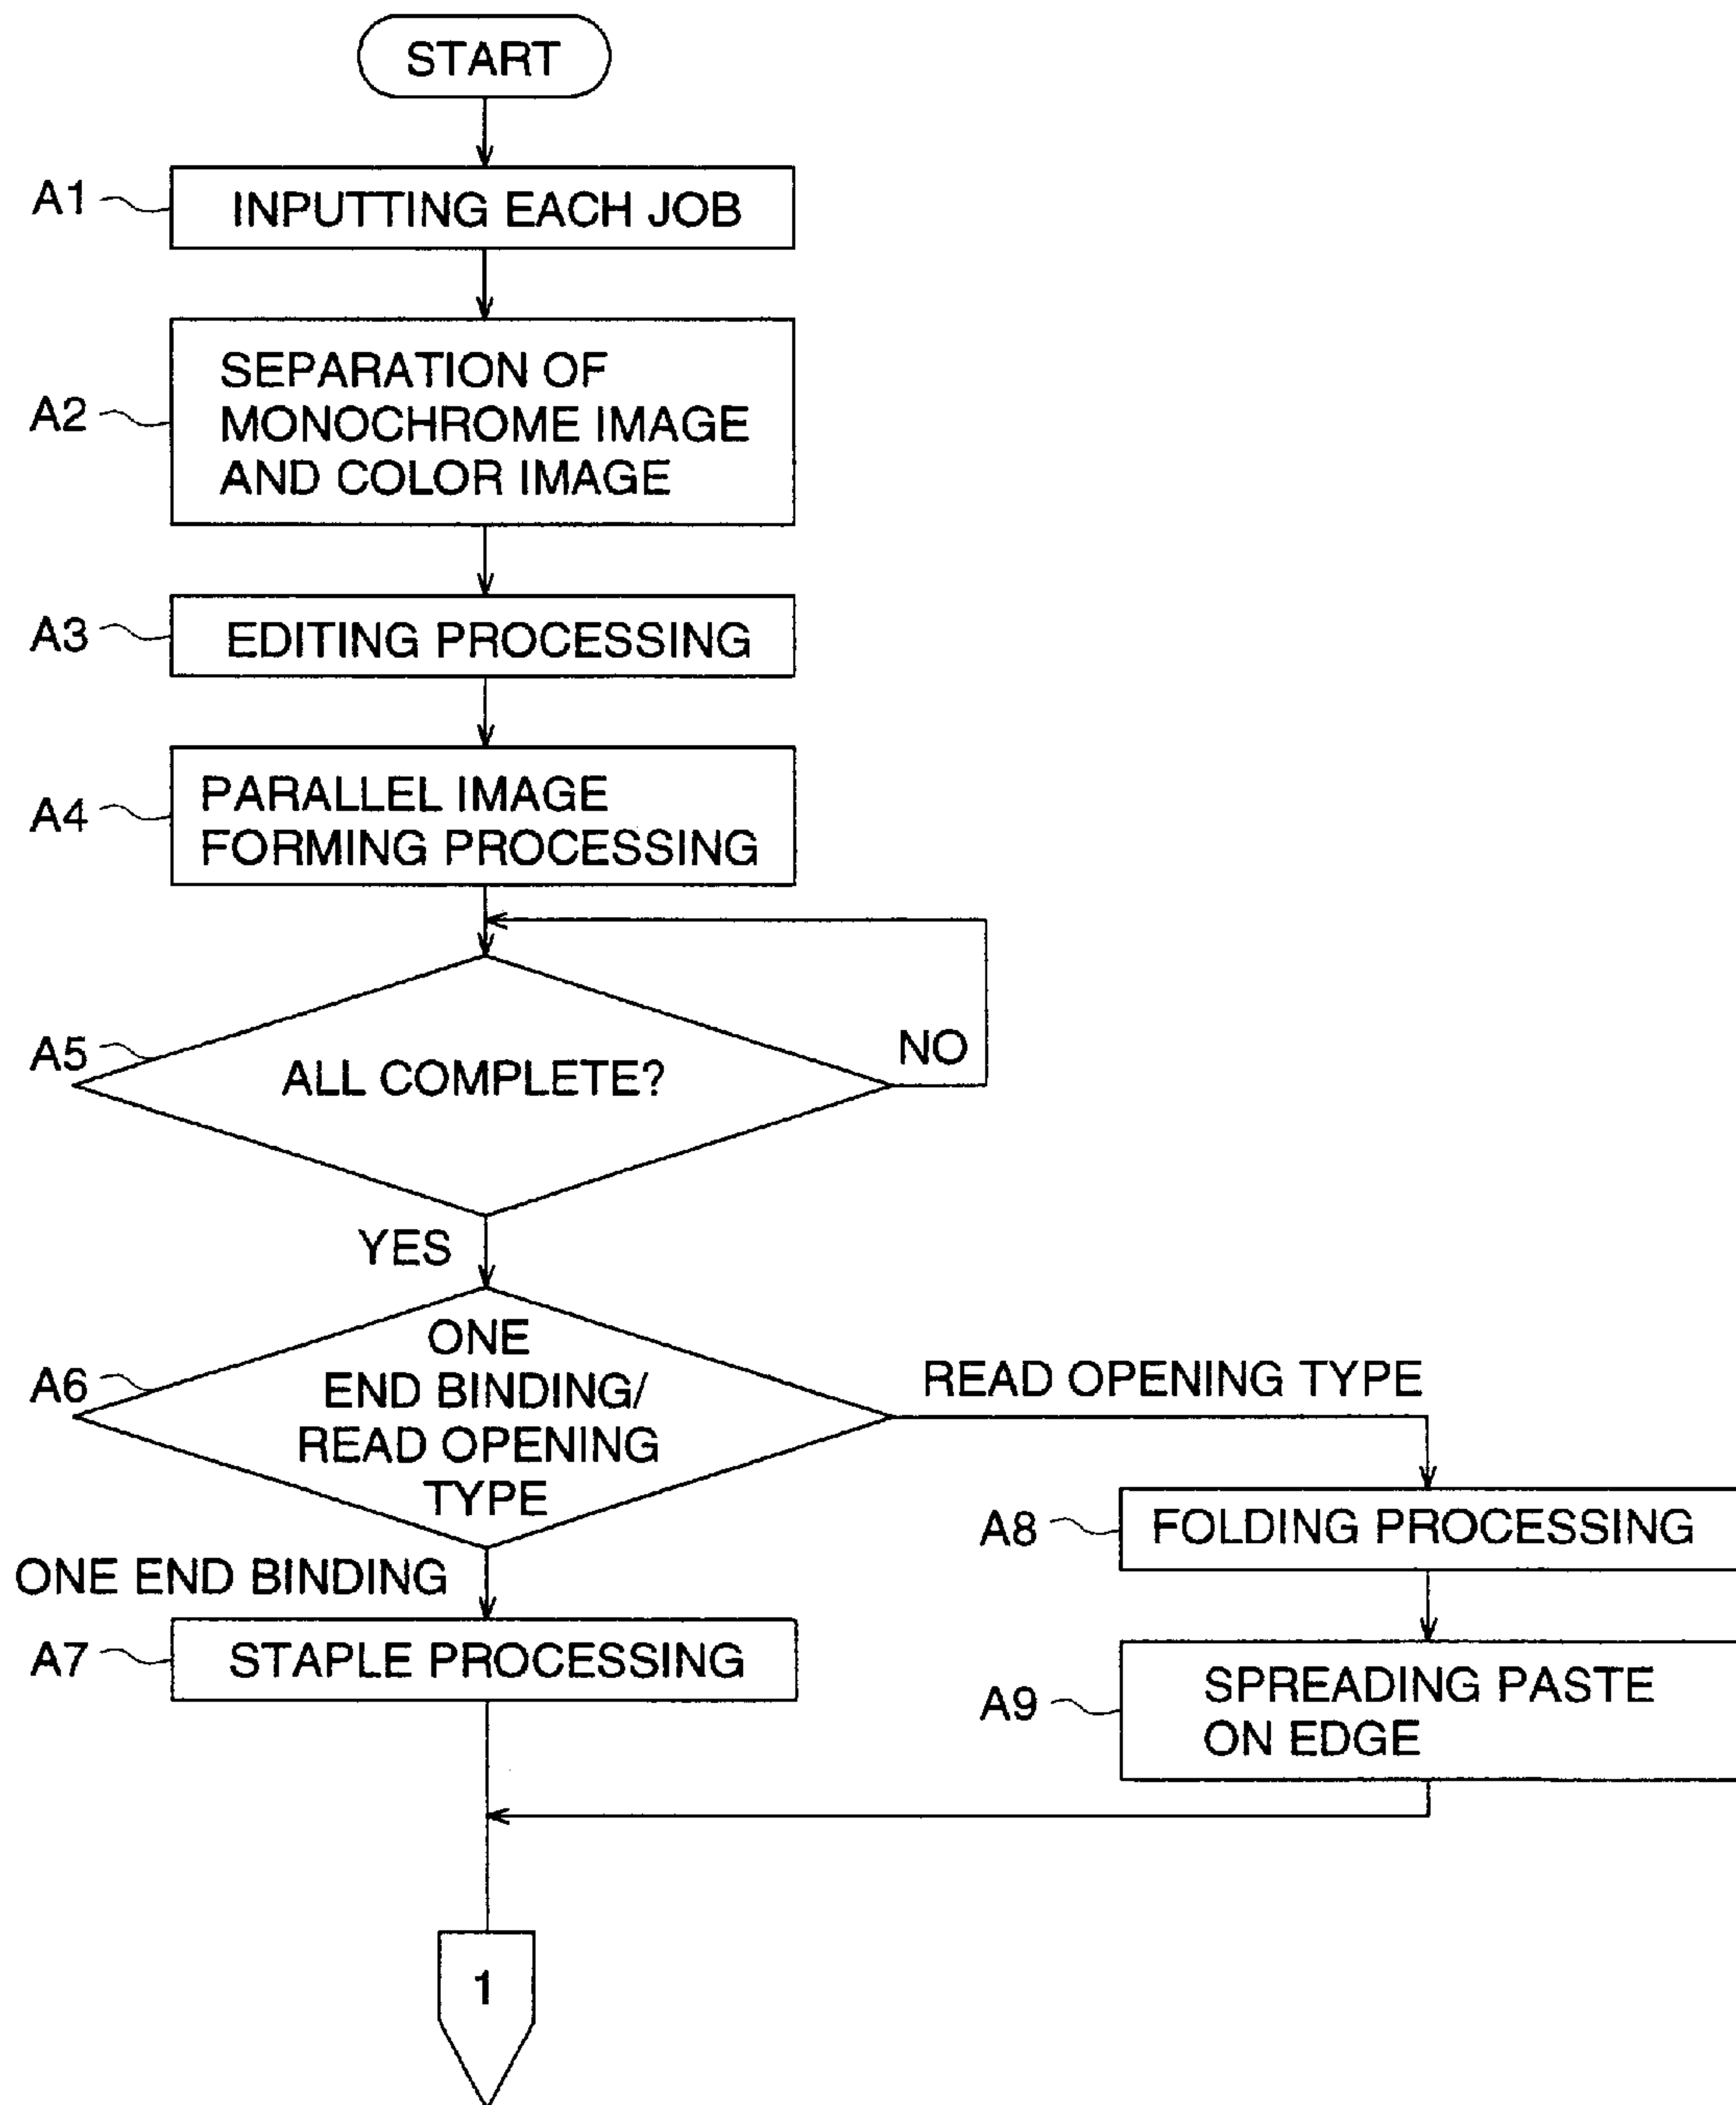 START
A1
INPUTTING EACH JOB
A2
SEPARATION OF
MONOCHROME IMAGE
AND COLOR IMAGE
A3
EDITING PROCESSING
A4
PARALLEL IMAGE
FORMING PROCESSING
A5
ALL COMPLETE?
NO
YES
A6
ONE
END BINDING/
READ OPENING
TYPE
READ OPENING TYPE
ONE END BINDING
A7
STAPLE PROCESSING
A8
FOLDING PROCESSING
A9
SPREADING PASTE
ON EDGE
1